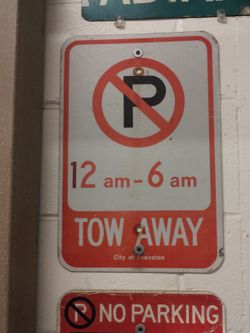 P
12 am - 6 am
TOW AWAY
City of Evanston
P NO PARKING